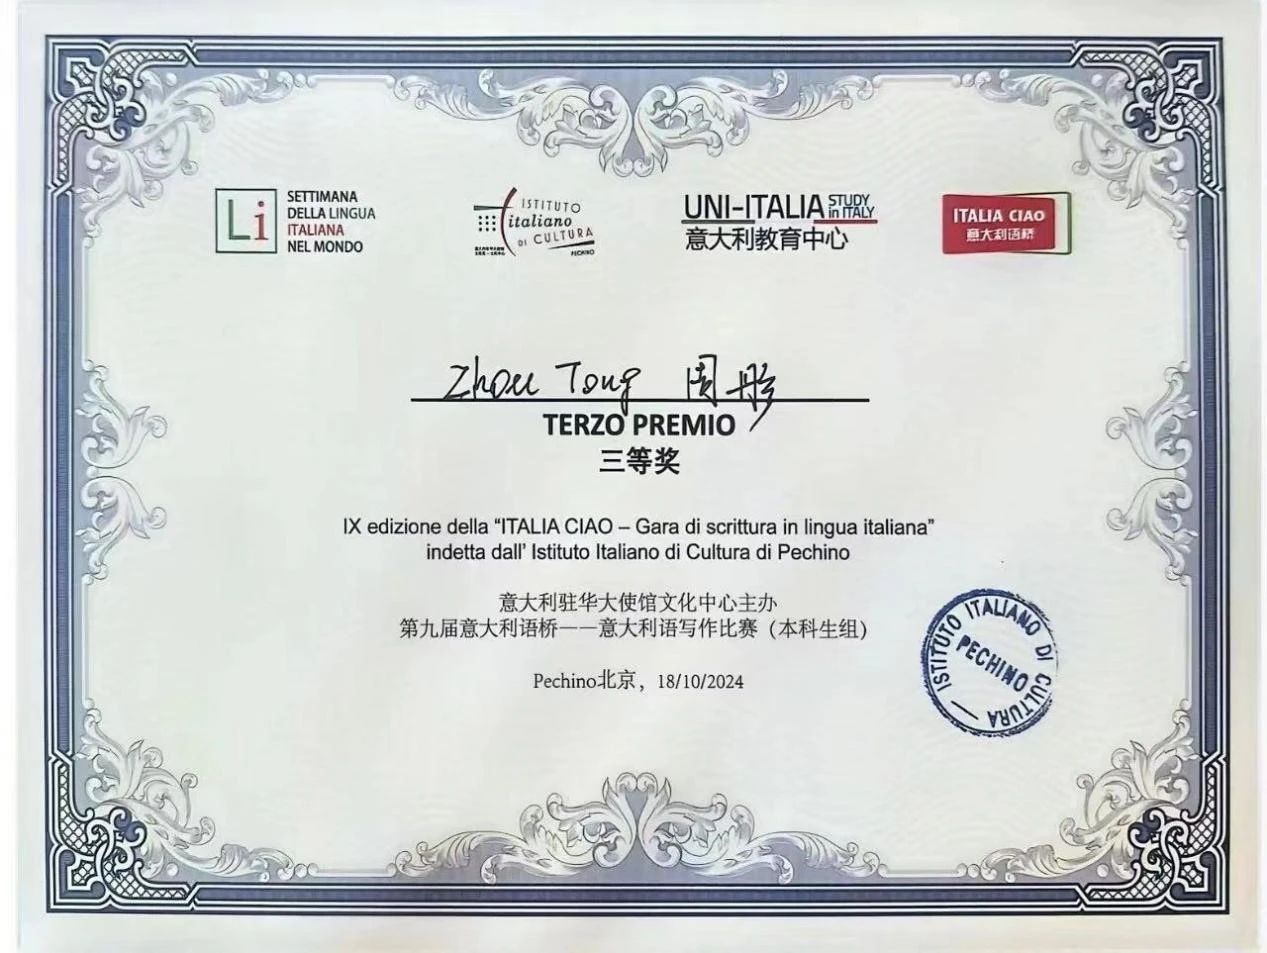 Li
SETTIMANA
DELLA LINGUA
ITALIANA
NEL MONDO
ISTITUTO
italiano
DI CULTURA
PECHINO
UNI-ITALIA STUDY in ITALY
意大利教育中心
ITALIA CIAO
意大利语桥
Zhou Tong 周彤
TERZO PREMIO
三等奖
IX edizione della “ITALIA CIAO – Gara di scrittura in lingua italiana”
indetta dall’ Istituto Italiano di Cultura di Pechino
意大利驻华大使馆文化中心主办
第九届意大利语桥——意大利语写作比赛（本科生组）
Pechino北京，18/10/2024
ISTITUTO ITALIANO DI CULTURA —
PECHINO